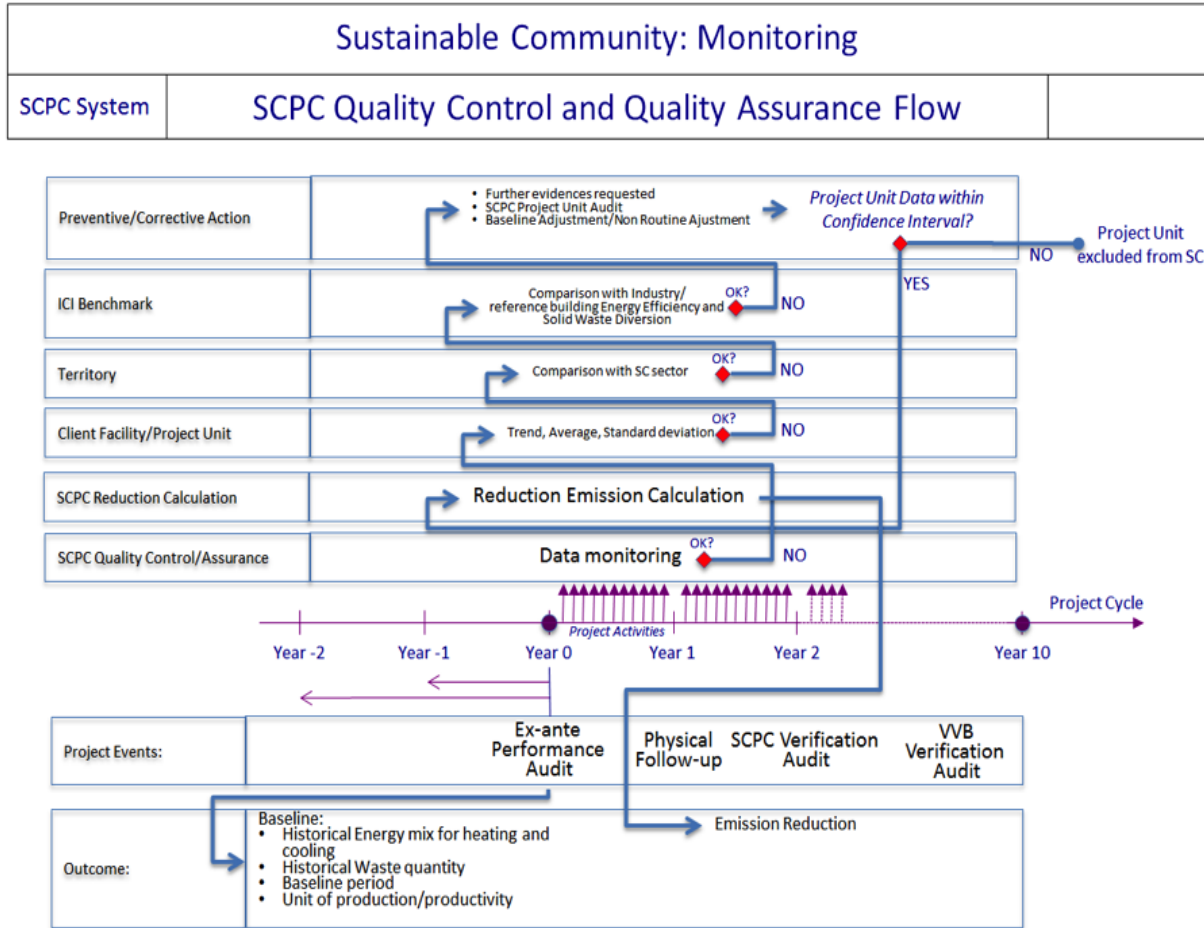 Sustainable Community: Monitoring
SCPC System
SCPC Quality Control and Quality Assurance Flow
Preventive/Corrective Action
• Further evidences requested
• SCPC Project Unit Audit
• Baseline Adjustment/Non Routine Ajustment
Project Unit Data within
Confidence Interval?
NO
Project Unit
excluded from SC
YES
ICI Benchmark
Comparison with Industry/
reference building Energy Efficiency and
Solid Waste Diversion
OK?
NO
Territory
Comparison with SC sector
OK?
NO
Client Facility/Project Unit
Trend, Average, Standard deviation
OK?
NO
SCPC Reduction Calculation
Reduction Emission Calculation
SCPC Quality Control/Assurance
Data monitoring
OK?
NO
Project Cycle
Project Activities
Year -2
Year -1
Year 0
Year 1
Year 2
Year 10
Project Events:
Ex-ante
Performance
Audit
Physical
Follow-up
SCPC Verification
Audit
VVB
Verification
Audit
Outcome:
Baseline:
• Historical Energy mix for heating and
cooling
• Historical Waste quantity
• Baseline period
• Unit of production/productivity
Emission Reduction